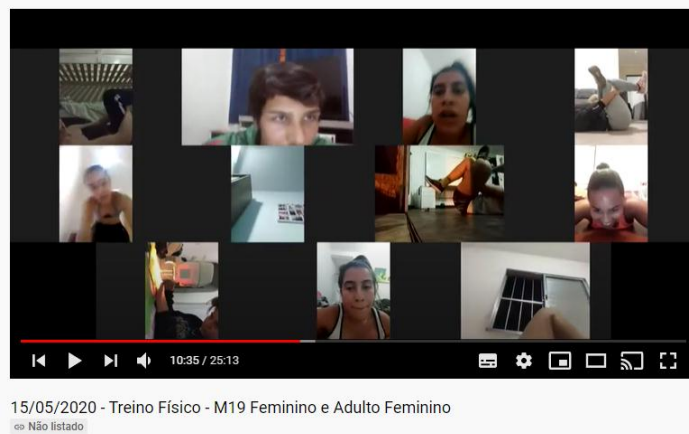 10:35 / 25:13
15/05/2020 - Treino Físico - M19 Feminino e Adulto Feminino
Não listado